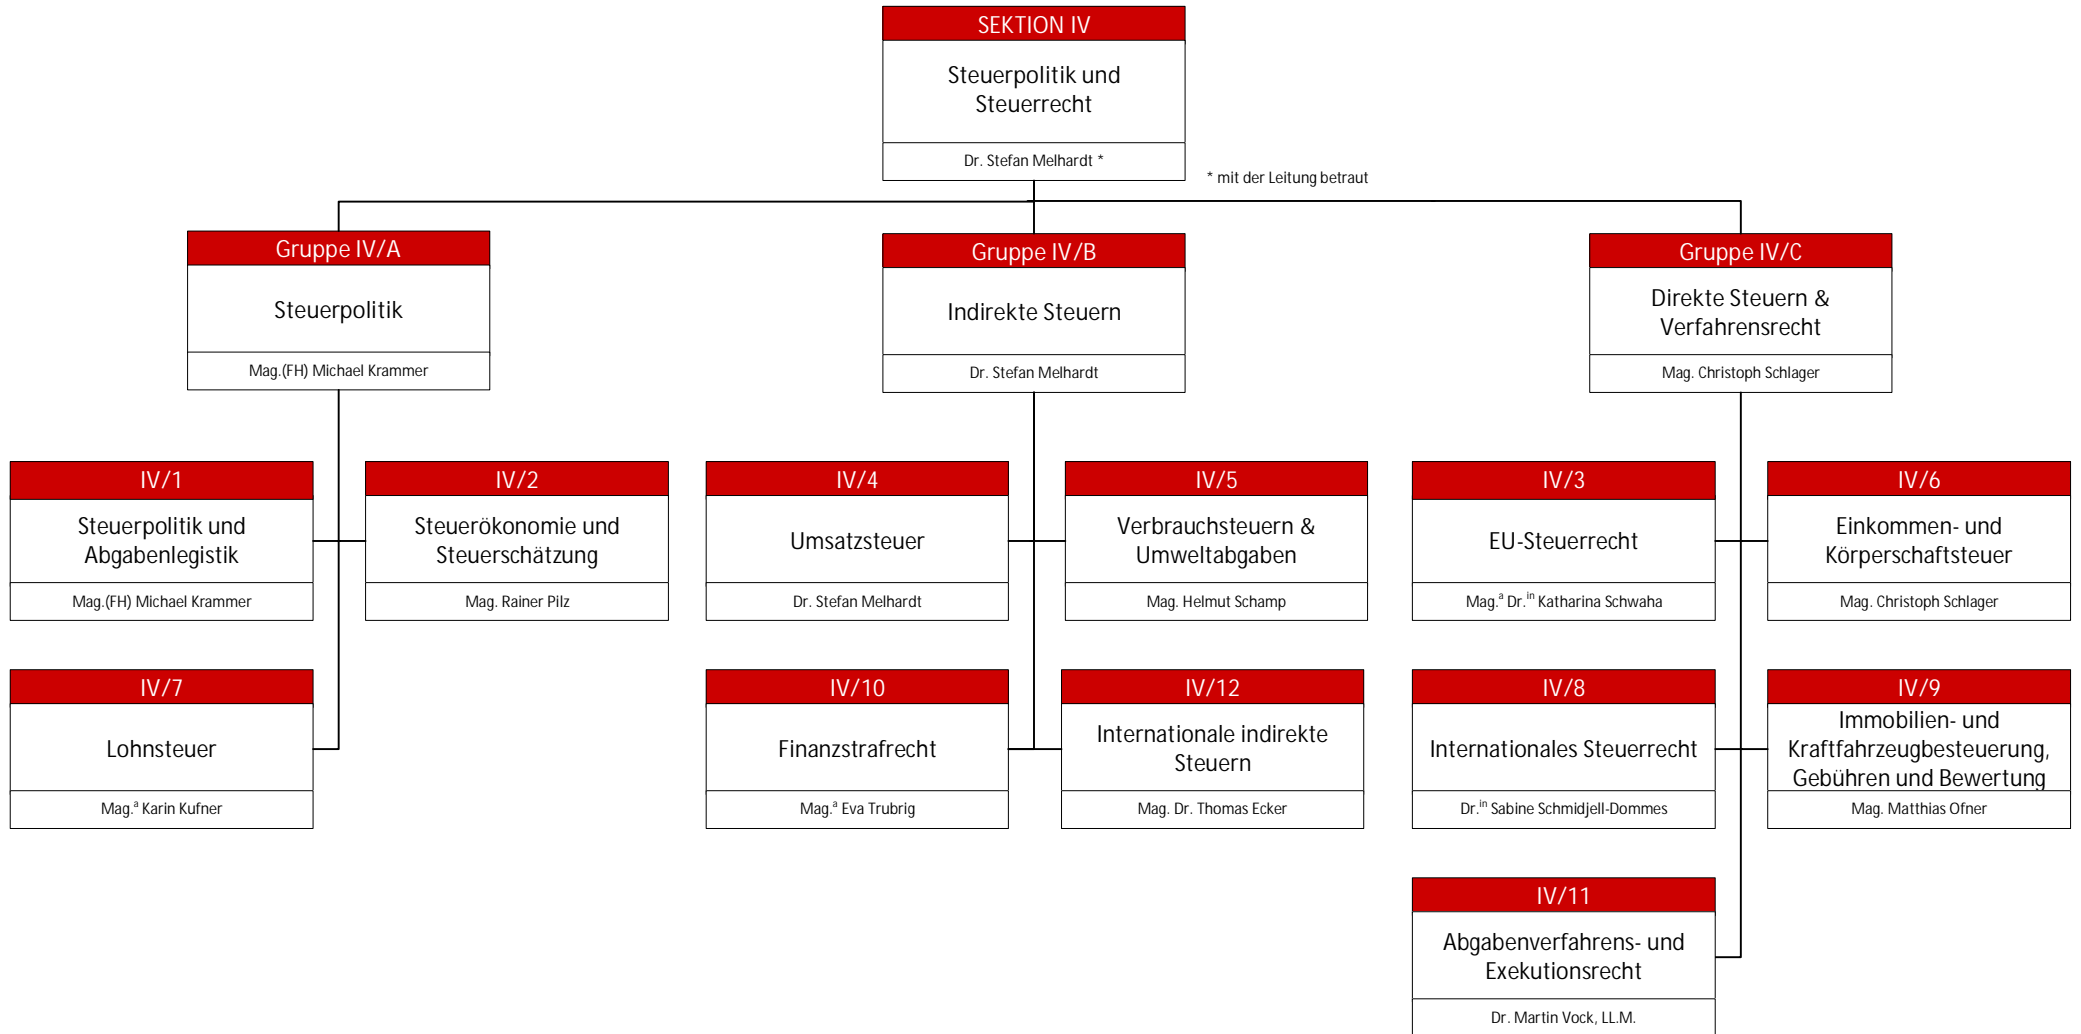 SEKTION IV
Steuerpolitik und
Steuerrecht
Dr. Stefan Melhardt *
* mit der Leitung betraut
Gruppe IV/A
Steuerpolitik
Mag.(FH) Michael Krammer
Gruppe IV/B
Indirekte Steuern
Dr. Stefan Melhardt
Gruppe IV/C
Direkte Steuern &
Verfahrensrecht
Mag. Christoph Schlager
IV/1
Steuerpolitik und
Abgabenlegistik
Mag.(FH) Michael Krammer
IV/2
Steuerökonomie und
Steuerschätzung
Mag. Rainer Pilz
IV/4
Umsatzsteuer
Dr. Stefan Melhardt
IV/5
Verbrauchsteuern &
Umweltabgaben
Mag. Helmut Schamp
IV/3
EU-Steuerrecht
Mag.ª Dr.ⁱⁿ Katharina Schwaha
IV/6
Einkommen- und
Körperschaftsteuer
Mag. Christoph Schlager
IV/7
Lohnsteuer
Mag.ª Karin Kufner
IV/10
Finanzstrafrecht
Mag.ª Eva Trubrig
IV/12
Internationale indirekte
Steuern
Mag. Dr. Thomas Ecker
IV/8
Internationales Steuerrecht
Dr.ⁱⁿ Sabine Schmidjell-Dommes
IV/9
Immobilien- und
Kraftfahrzeugbesteuerung,
Gebühren und Bewertung
Mag. Matthias Ofner
IV/11
Abgabenverfahrens- und
Exekutionsrecht
Dr. Martin Vock, LL.M.